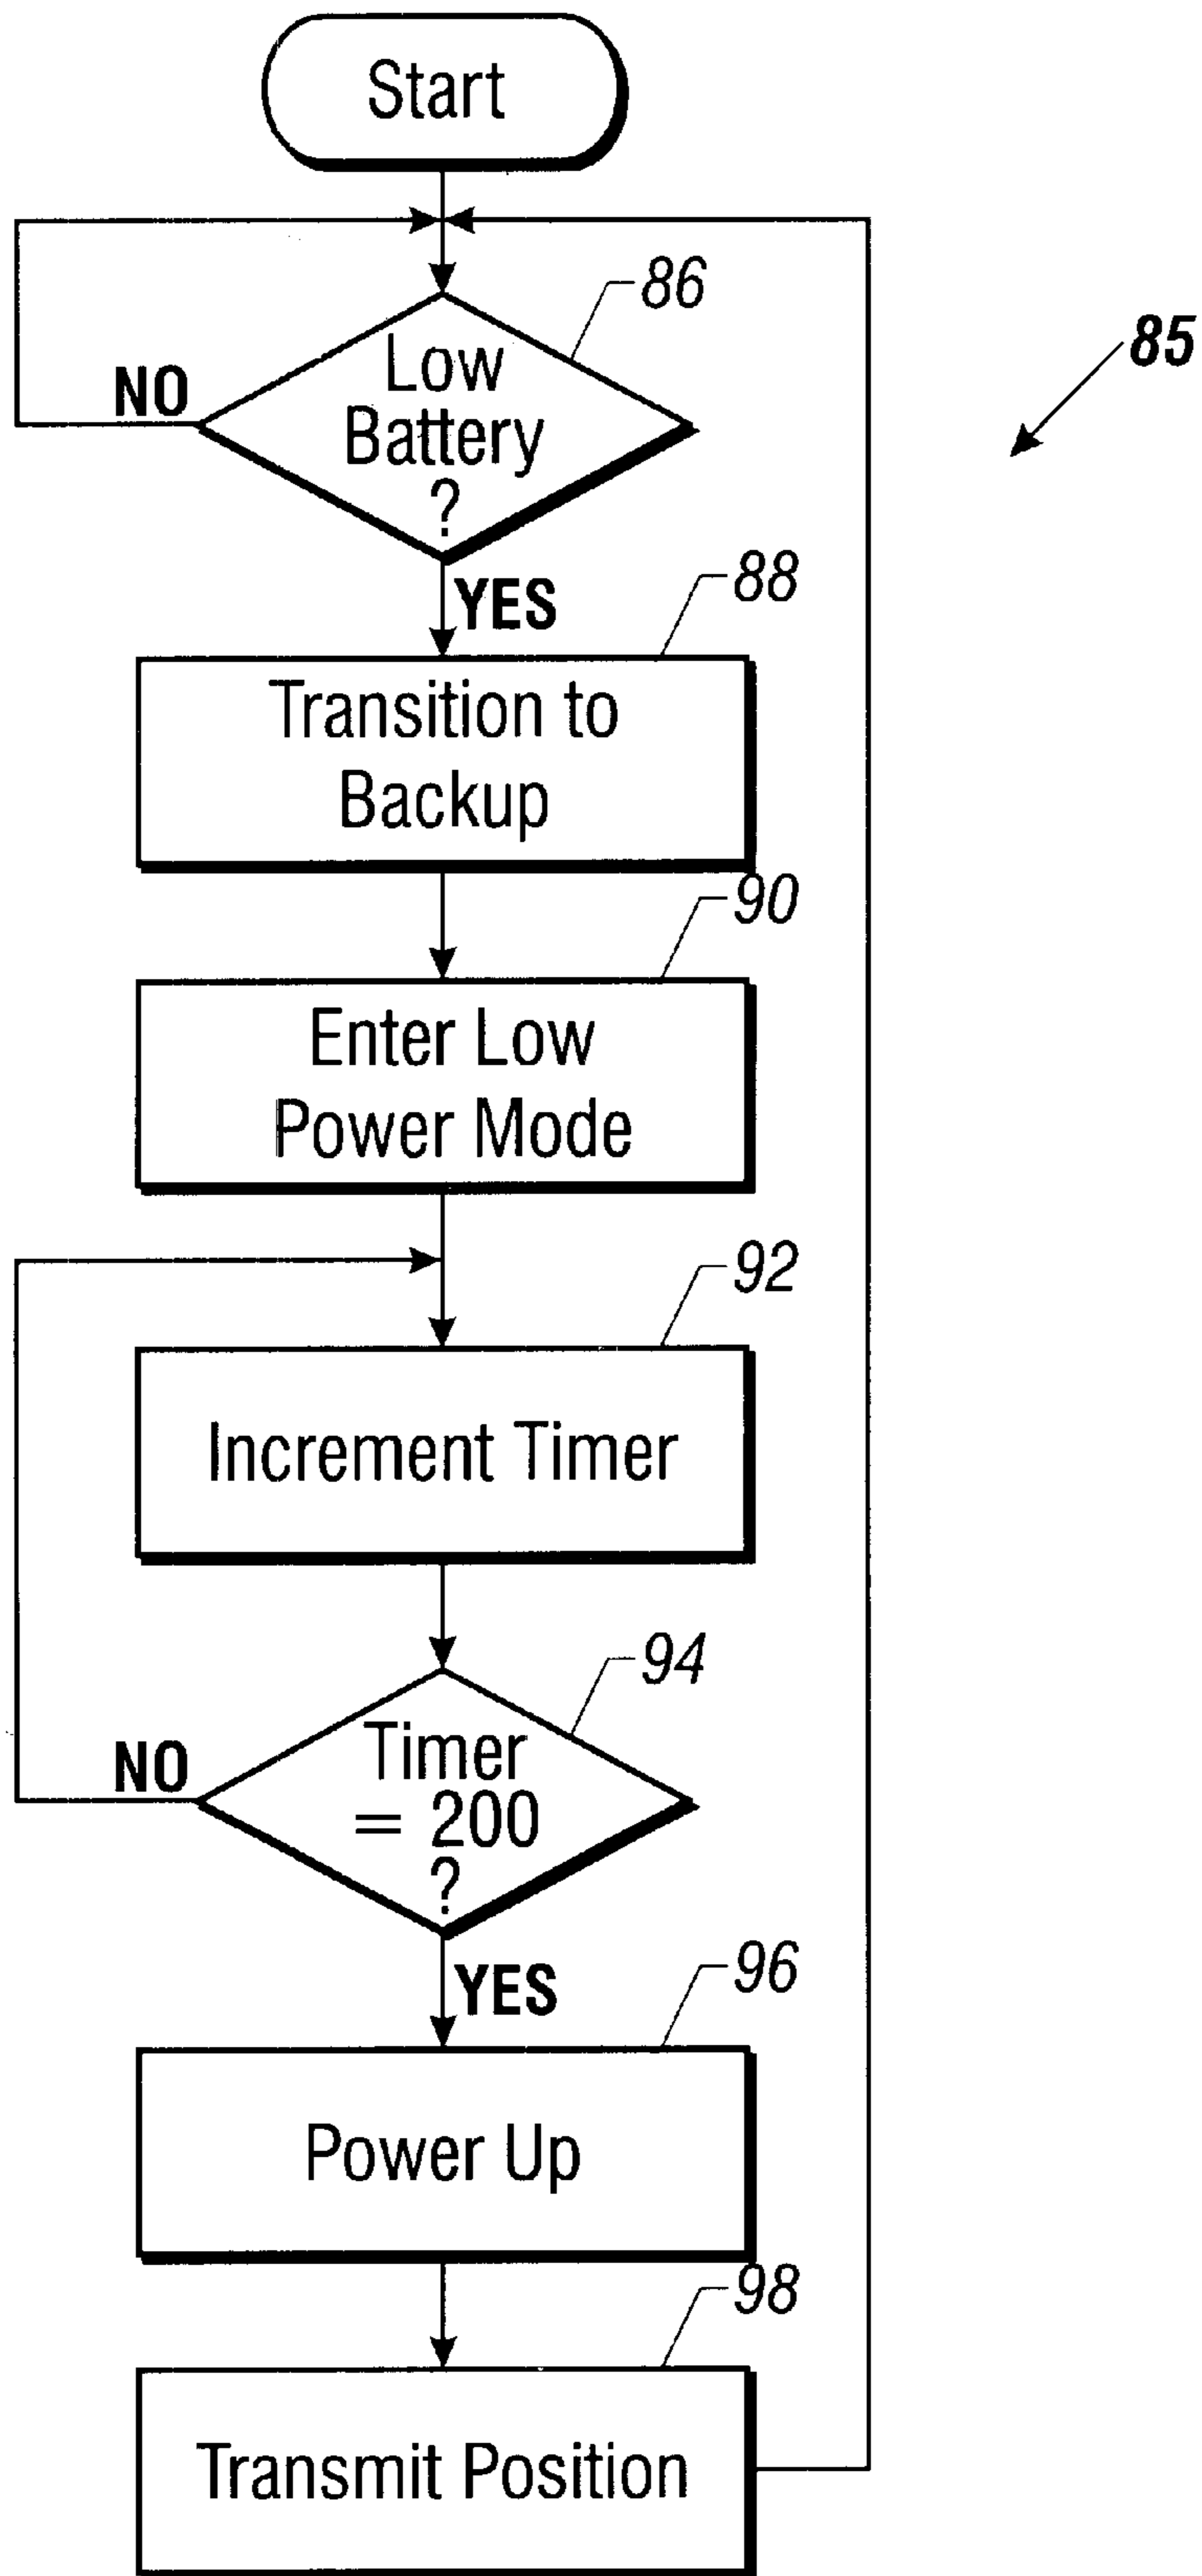 Start
86
85
NO
Low
Battery
?
YES
88
Transition to
Backup
90
Enter Low
Power Mode
92
Increment Timer
94
NO
Timer
= 200
?
YES
96
Power Up
98
Transmit Position